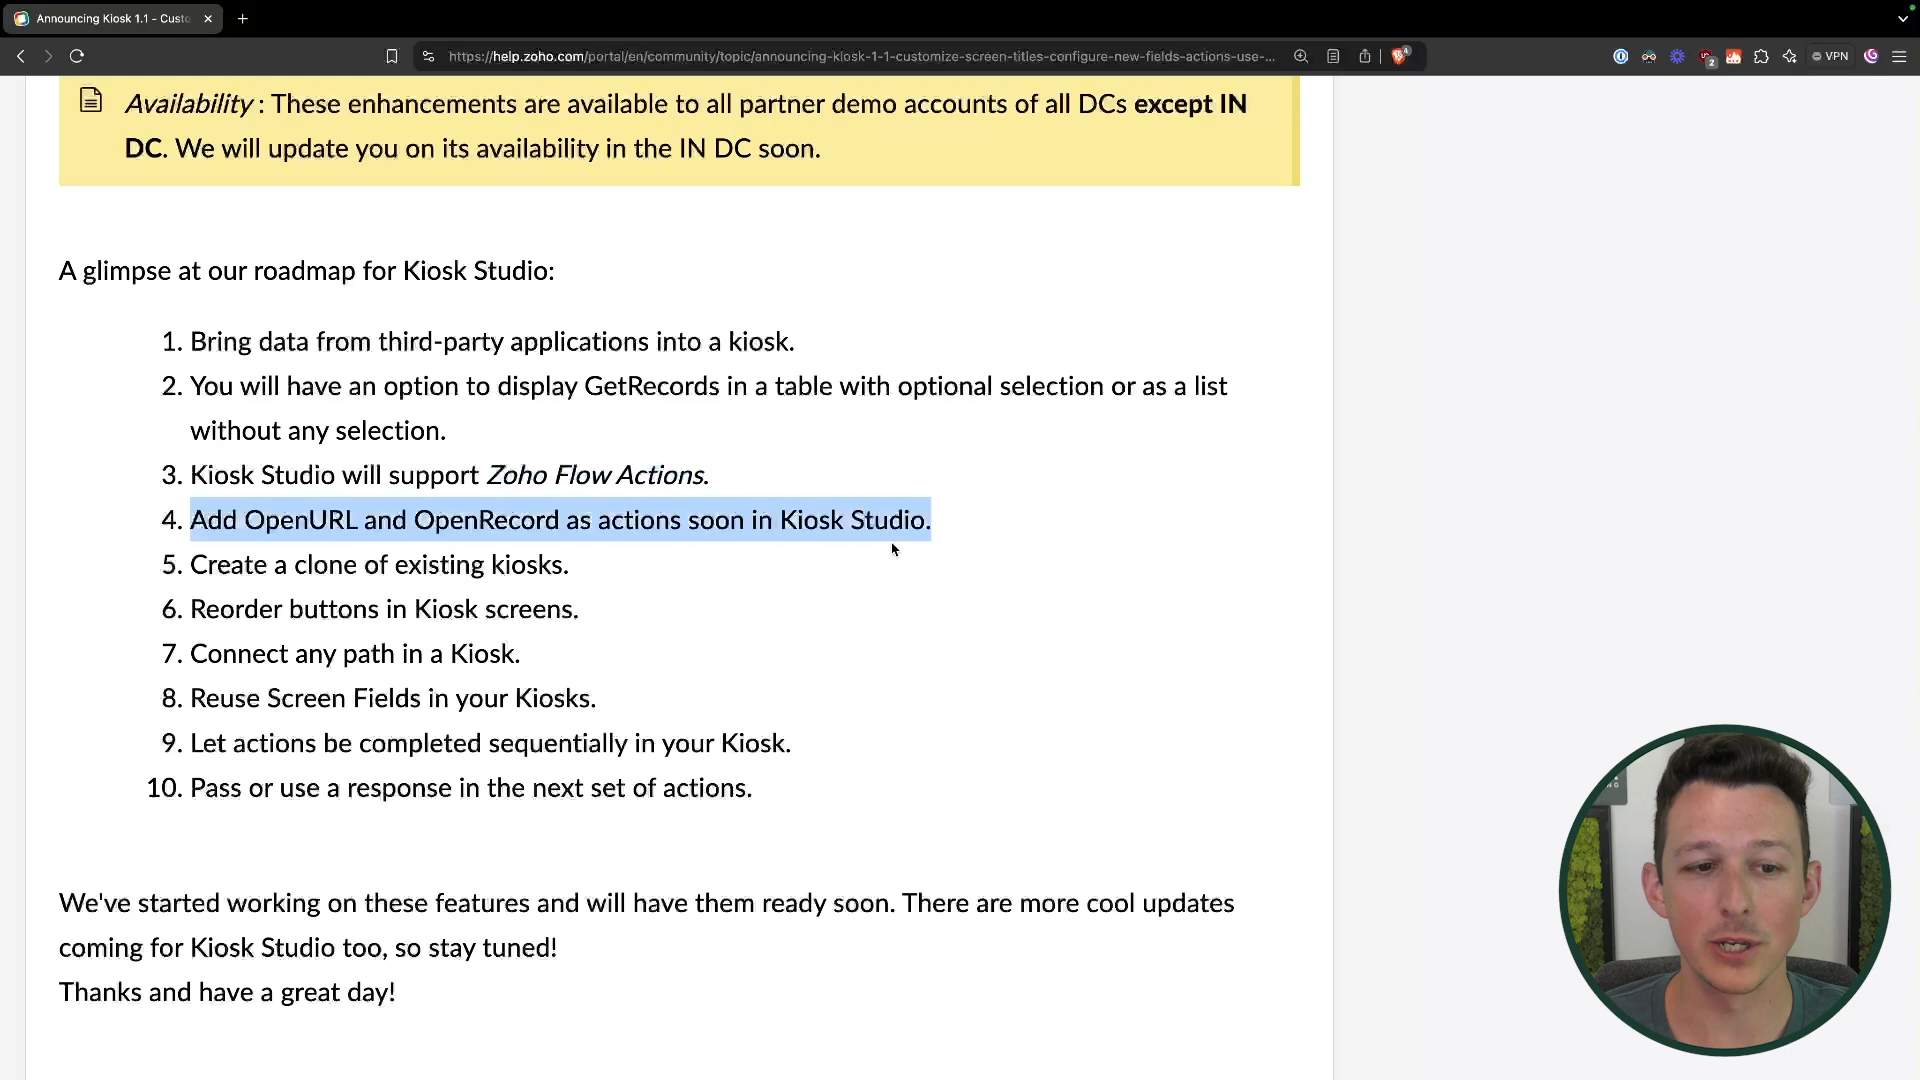 Announcing Kiosk 1.1 - Custo
https://help.zoho.com/portal/en/community/topic/announcing-kiosk-1-1-customize-screen-titles-configure-new-fields-actions-use-...
4
2
VPN
Availability : These enhancements are available to all partner demo accounts of all DCs except IN
DC. We will update you on its availability in the IN DC soon.
A glimpse at our roadmap for Kiosk Studio:
1. Bring data from third-party applications into a kiosk.
2. You will have an option to display GetRecords in a table with optional selection or as a list
without any selection.
3. Kiosk Studio will support Zoho Flow Actions.
4. Add OpenURL and OpenRecord as actions soon in Kiosk Studio.
5. Create a clone of existing kiosks.
6. Reorder buttons in Kiosk screens.
7. Connect any path in a Kiosk.
8. Reuse Screen Fields in your Kiosks.
9. Let actions be completed sequentially in your Kiosk.
10. Pass or use a response in the next set of actions.
We've started working on these features and will have them ready soon. There are more cool updates
coming for Kiosk Studio too, so stay tuned!
Thanks and have a great day!